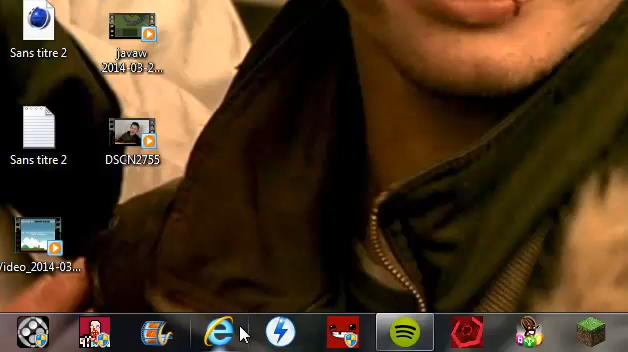 Sans titre 2
javaw
2014-03-2...
Sans titre 2
DSCN2755
Video_2014-03...